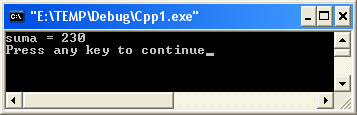 "E:\TEMP\Debug\Cpp1.exe"
suma = 230
Press any key to continue_